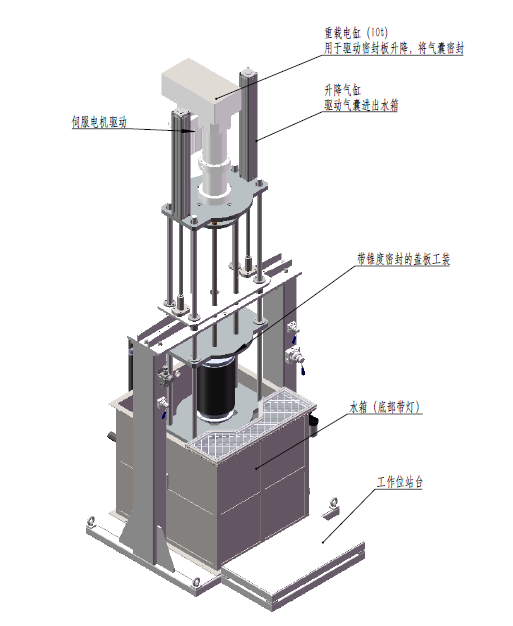 重载电缸（10t）
用于驱动密封板升降，将气囊密封
升降气缸
驱动气囊进出水箱
伺服电机驱动
带锥度密封的盖板工装
水箱（底部带灯）
工作位站台